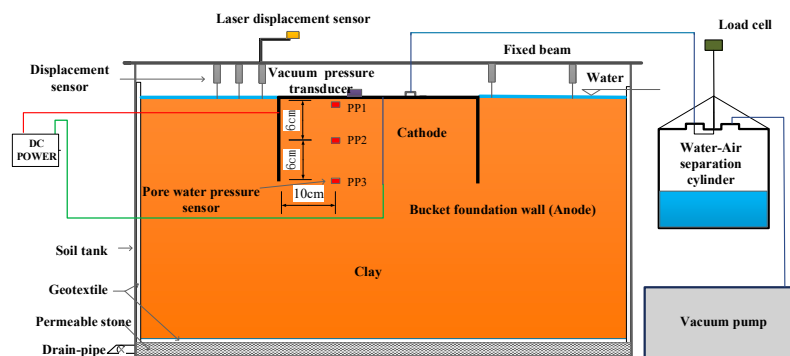 Laser displacement sensor
Load cell
Fixed beam
Displacement
sensor
Vacuum pressure
transducer
Water
PP1
6cm
Cathode
PP2
DC
POWER
6cm
Water-Air
separation
cylinder
PP3
Pore water pressure
sensor
10cm
Bucket foundation wall (Anode)
Soil tank
Clay
Geotextile
Permeable stone
Vacuum pump
Drain-pipe